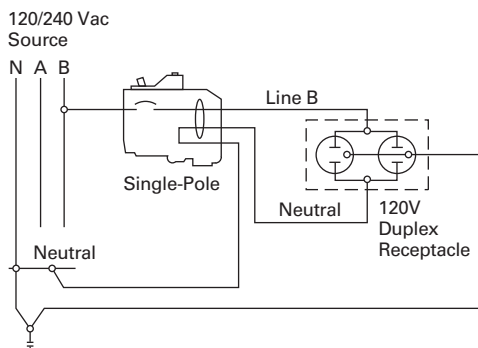 120/240 Vac
Source
N A B
Line B
Single-Pole
Neutral
120V
Duplex
Receptacle
Neutral